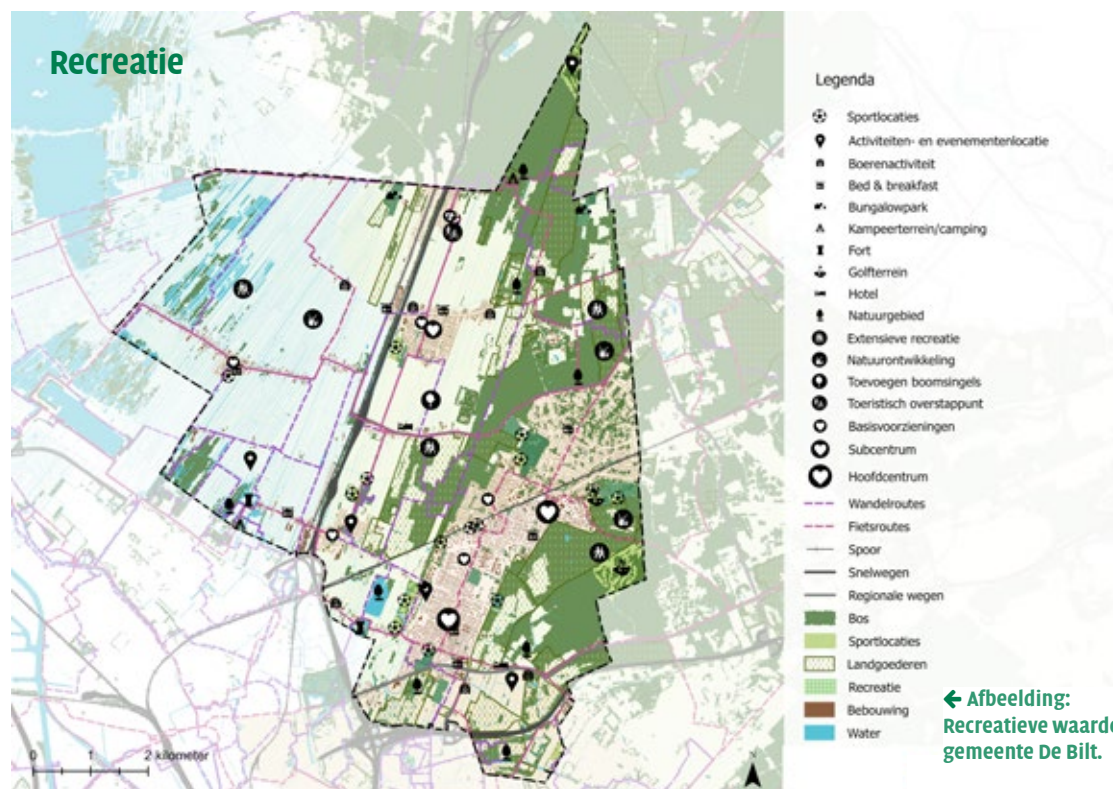 Recreatie
Legenda
Sportlocaties
Activiteiten- en evenementenlocatie
Boerenactiviteit
Bed & breakfast
Bungalowpark
Kampeerterrein/camping
Fort
Golfterrein
Hotel
Natuurgebied
Extensieve recreatie
Natuurontwikkeling
Toevoegen boomsingels
Toeristisch overstappunt
Basisvoorzieningen
Subcentrum
Hoofdcentrum
Wandelroutes
Fietsroutes
Spoor
Snelwegen
Regionale wegen
Bos
Sportlocaties
Landgoederen
Recreatie
Bebouwing
Water
← Afbeelding:
Recreatieve waarde
gemeente De Bilt.
0 1 2 kilometer